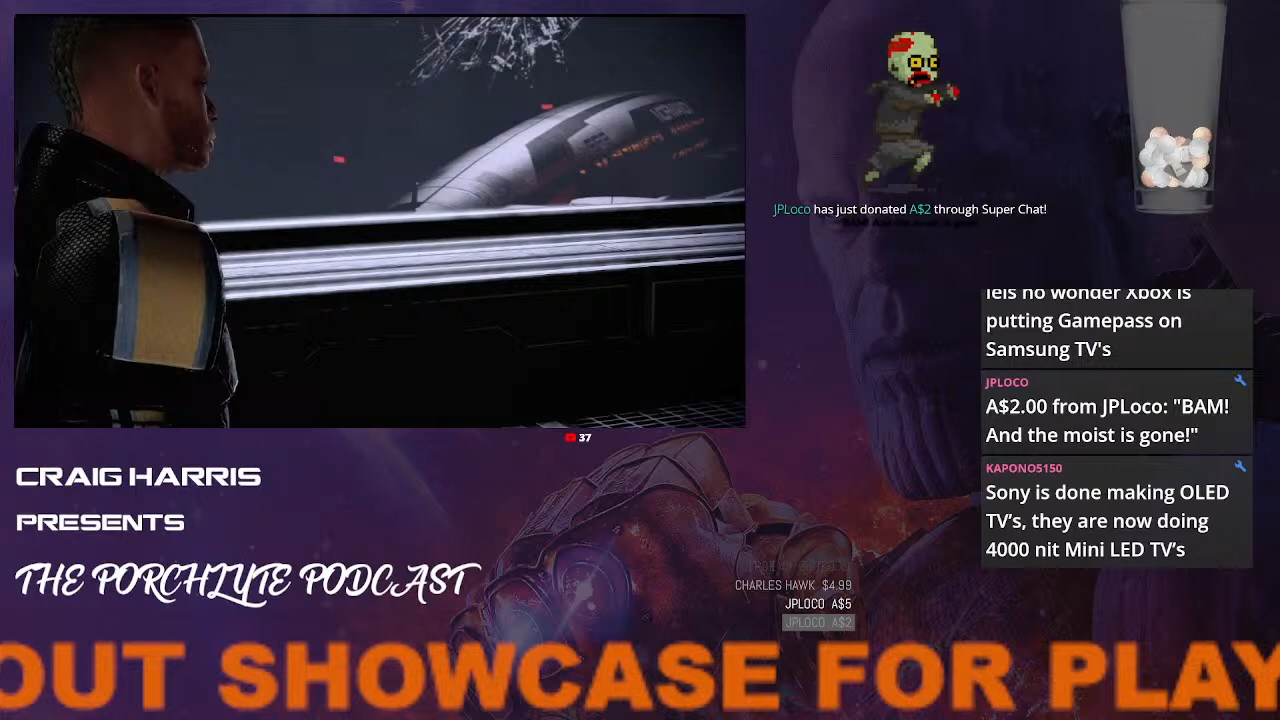 JPLoco has just donated A$2 through Super Chat!
lels no wonder Xbox is
putting Gamepass on
Samsung TV's
JPLOCO
A$2.00 from JPLoco: "BAM!
And the moist is gone!"
KAPONO5150
Sony is done making OLED
TV's, they are now doing
4000 nit Mini LED TV's
37
CRAIG HARRIS
PRESENTS
THE PORCHLYTE PODCAST
CHARLES HAWK $4.99
JPLOCO A$5
JPLOCO A$2
OUT SHOWCASE FOR PLAY